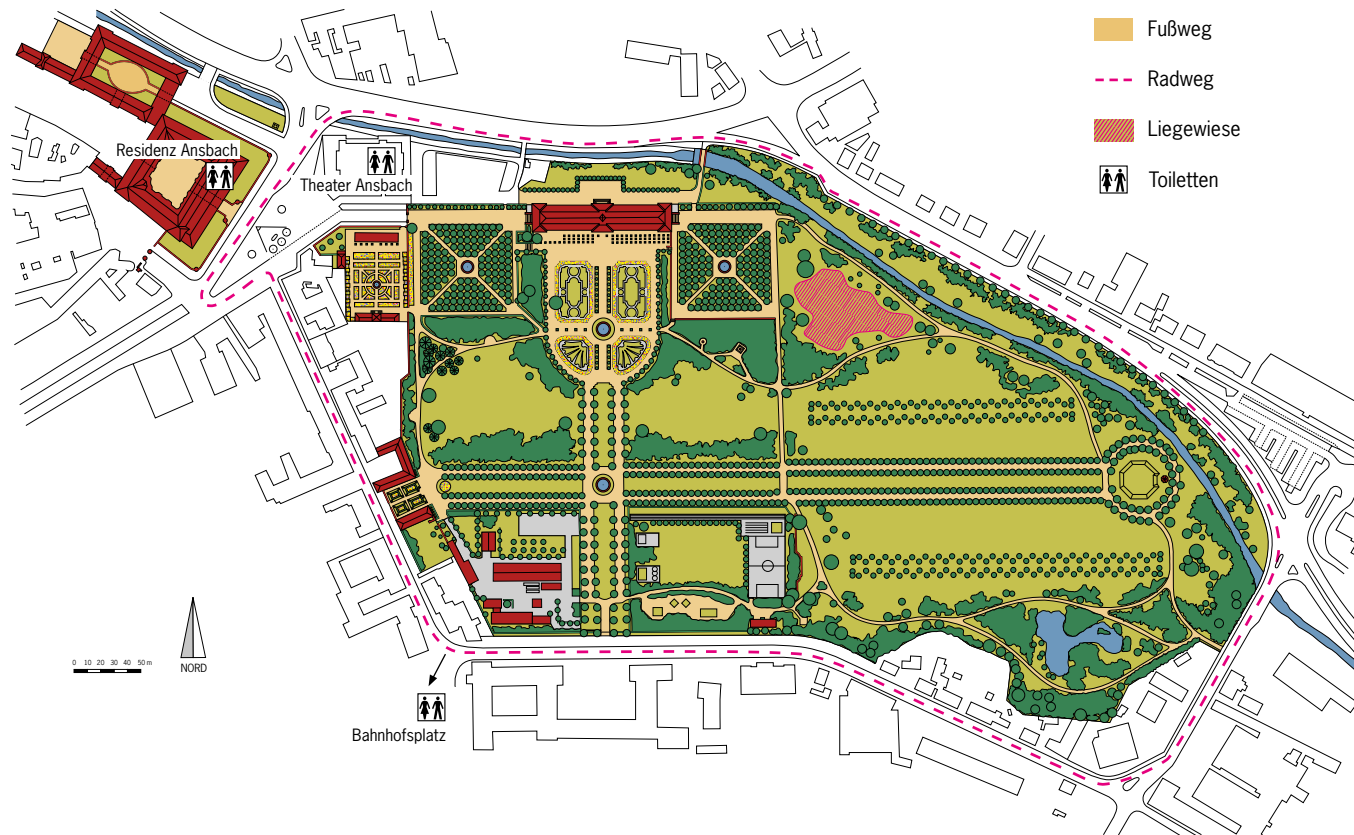 Fußweg
Radweg
Liegewiese
Toiletten
Residenz Ansbach
Theater Ansbach
0 10 20 30 40 50 m
NORD
Bahnhofsplatz